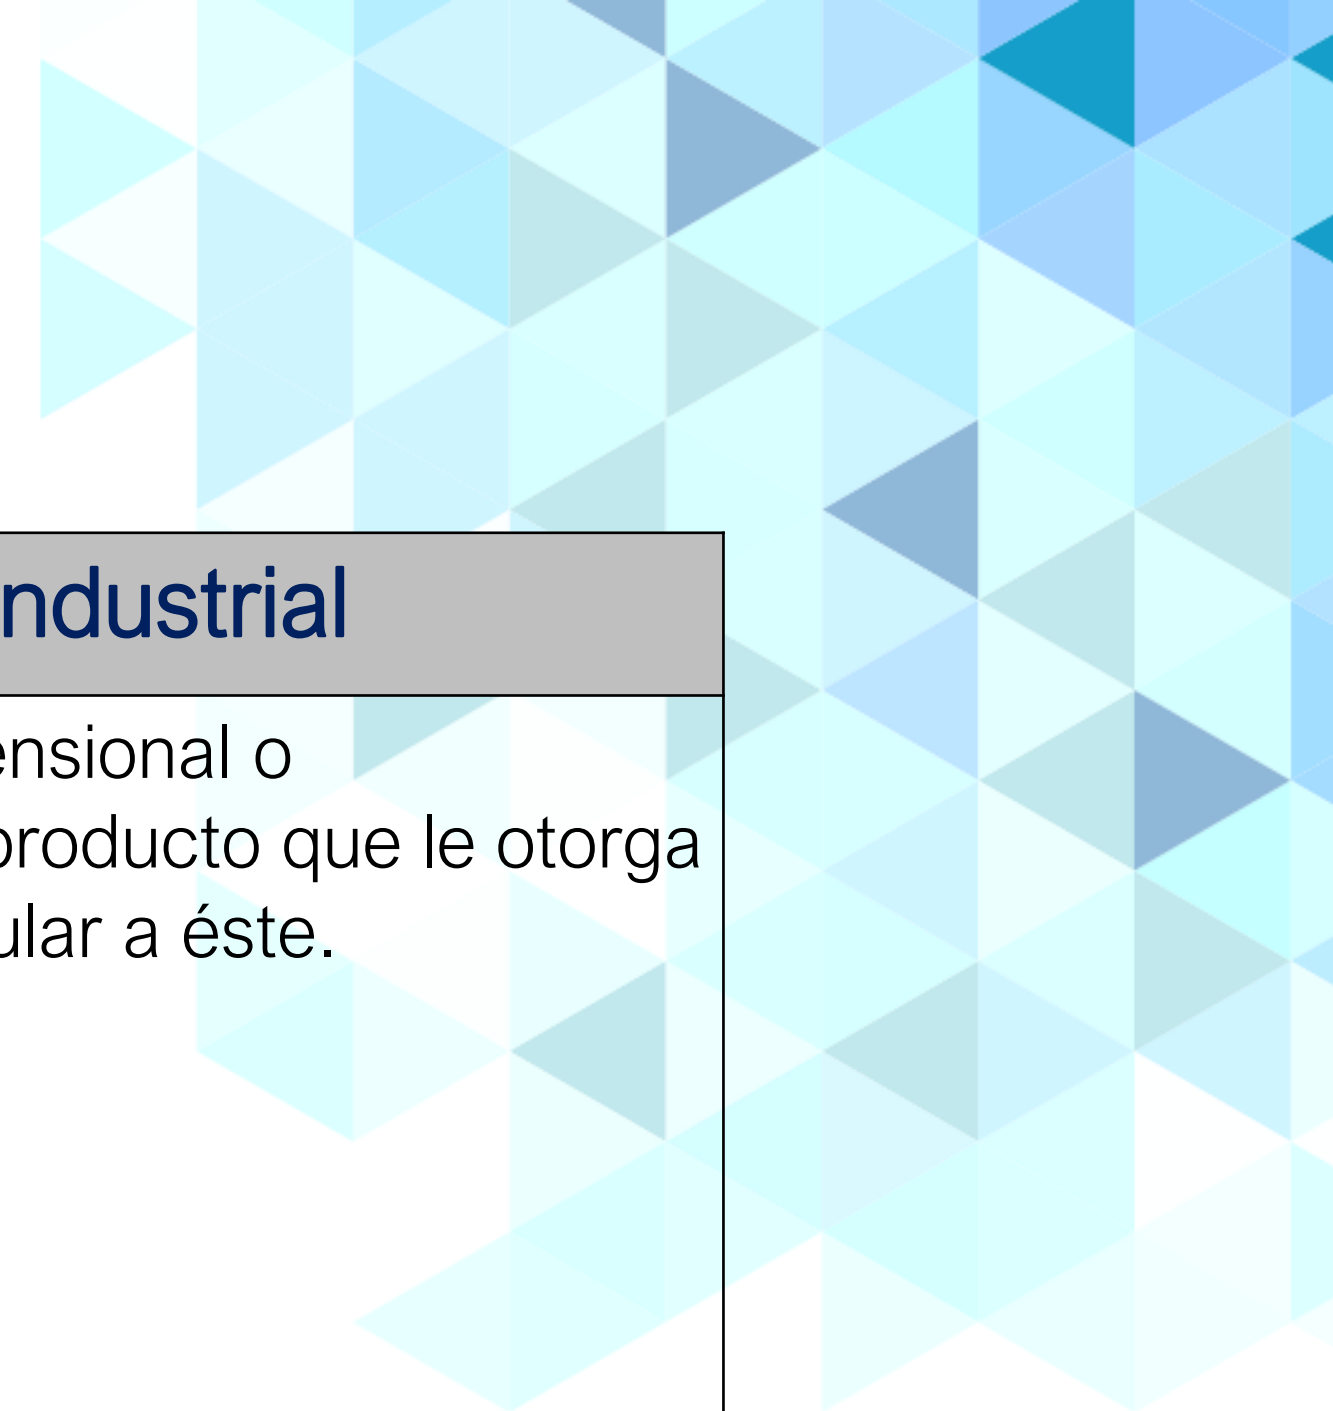 ndustrial
ensional o
producto que le otorga
ular a éste.